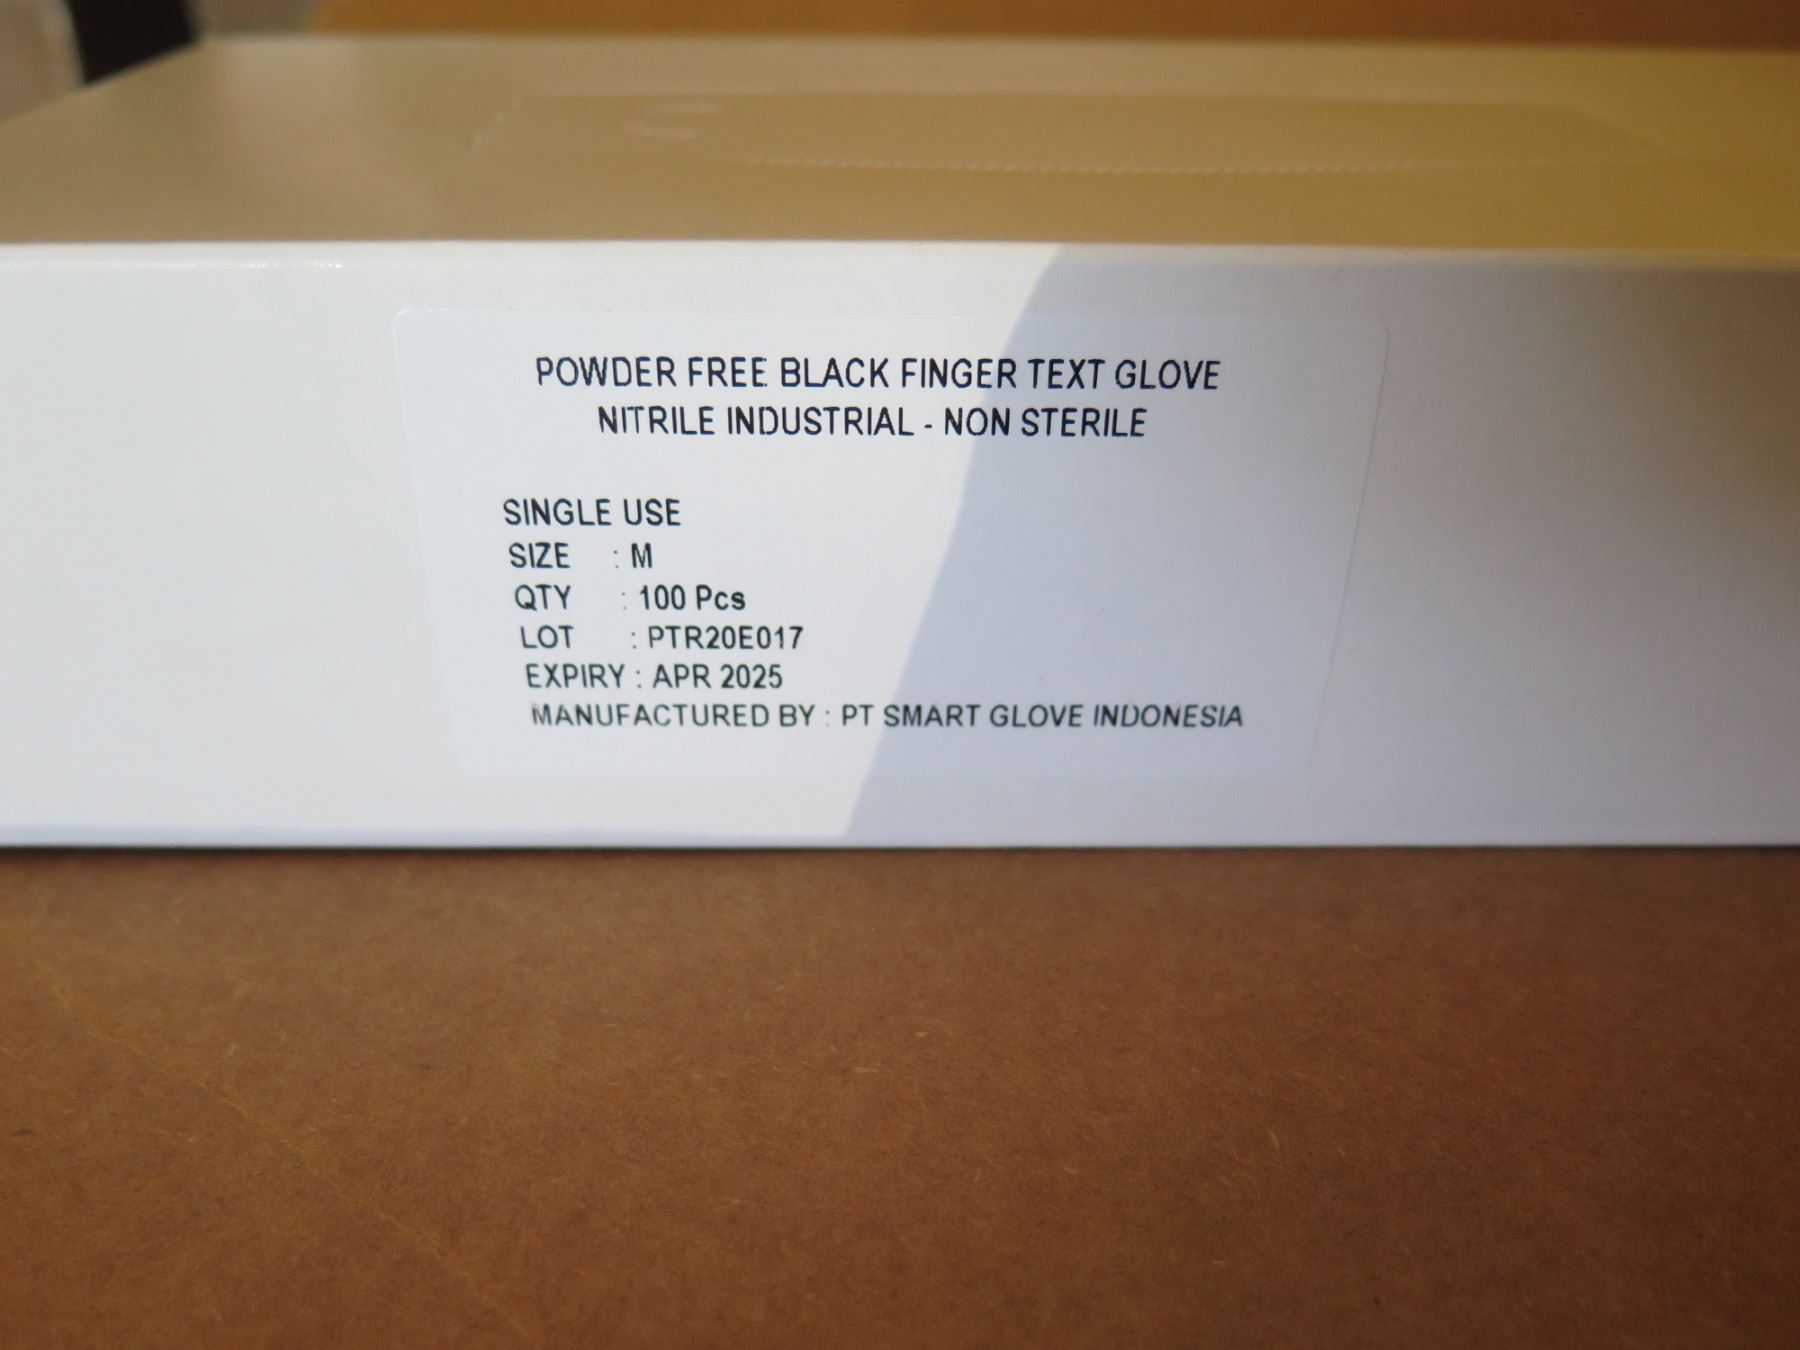 POWDER FREE BLACK FINGER TEXT GLOVE
NITRILE INDUSTRIAL - NON STERILE
SINGLE USE
SIZE : M
QTY : 100 Pcs
LOT : PTR20E017
EXPIRY : APR 2025
MANUFACTURED BY : PT SMART GLOVE INDONESIA